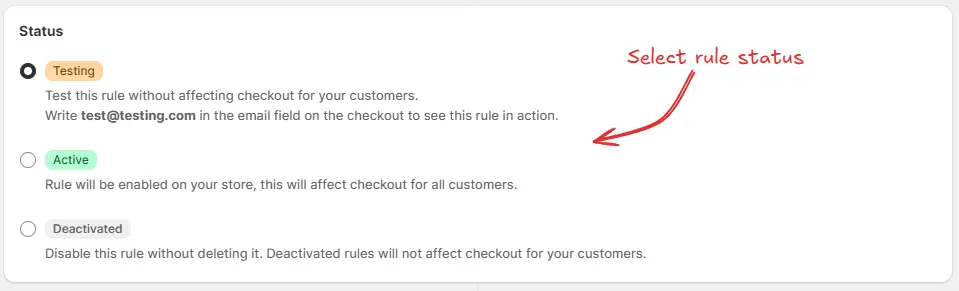 Status
Select rule status
Testing
Test this rule without affecting checkout for your customers.
Write test@testing.com in the email field on the checkout to see this rule in action.
Active
Rule will be enabled on your store, this will affect checkout for all customers.
Deactivated
Disable this rule without deleting it. Deactivated rules will not affect checkout for your customers.